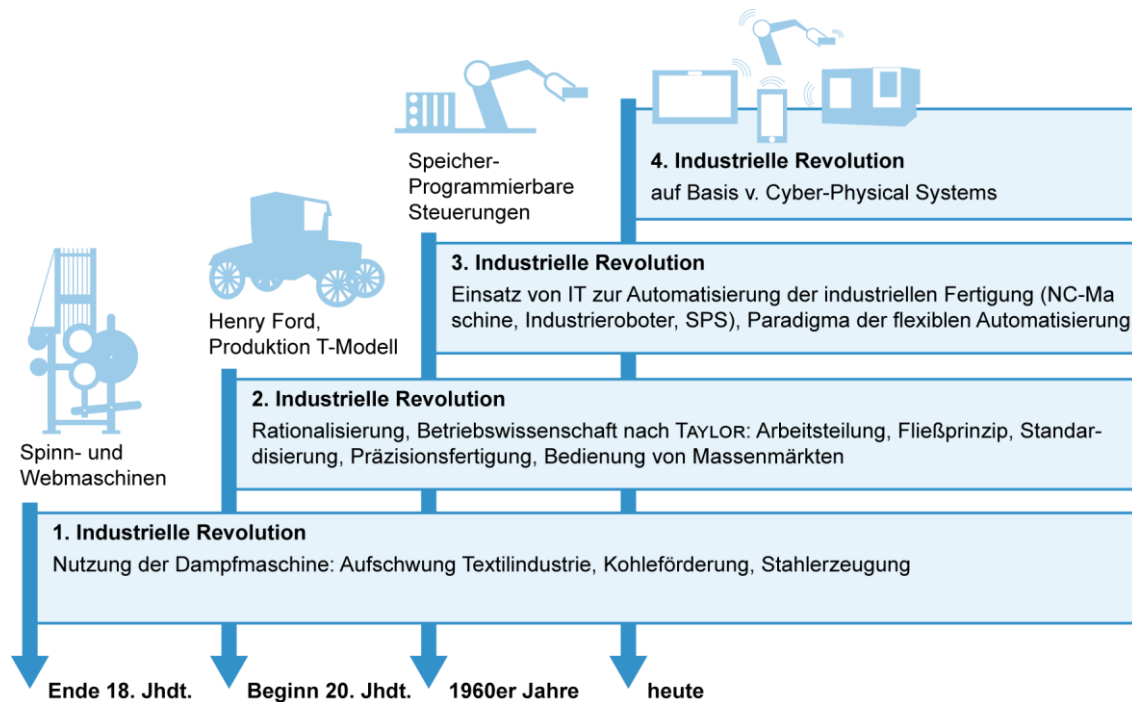 Speicher-
Programmierbare
Steuerungen
4. Industrielle Revolution
auf Basis v. Cyber-Physical Systems
3. Industrielle Revolution
Einsatz von IT zur Automatisierung der industriellen Fertigung (NC-Ma
schine, Industrieroboter, SPS), Paradigma der flexiblen Automatisierung
Henry Ford,
Produktion T-Modell
2. Industrielle Revolution
Rationalisierung, Betriebswissenschaft nach TAYLOR: Arbeitsteilung, Fließprinzip, Standar-
disierung, Präzisionsfertigung, Bedienung von Massenmärkten
Spinn- und
Webmaschinen
1. Industrielle Revolution
Nutzung der Dampfmaschine: Aufschwung Textilindustrie, Kohleförderung, Stahlerzeugung
Ende 18. Jhdt.
Beginn 20. Jhdt.
1960er Jahre
heute